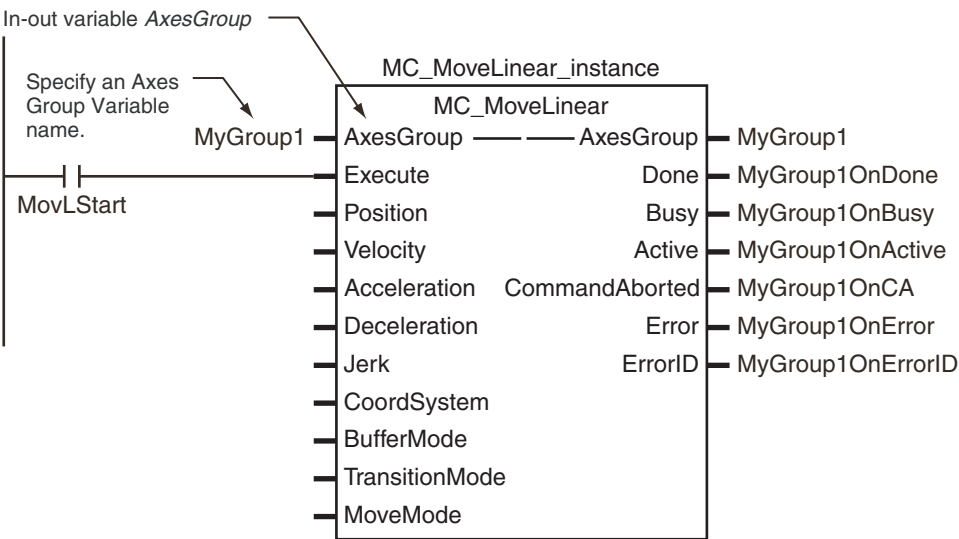 In-out variable AxesGroup
Specify an Axes
Group Variable
name.
MC_MoveLinear_instance
MC_MoveLinear
MyGroup1 AxesGroup AxesGroup MyGroup1
Execute Done MyGroup1OnDone
MovLStart
Position Busy MyGroup1OnBusy
Velocity Active MyGroup1OnActive
Acceleration CommandAborted MyGroup1OnCA
Deceleration Error MyGroup1OnError
Jerk ErrorID MyGroup1OnErrorID
CoordSystem
BufferMode
TransitionMode
MoveMode